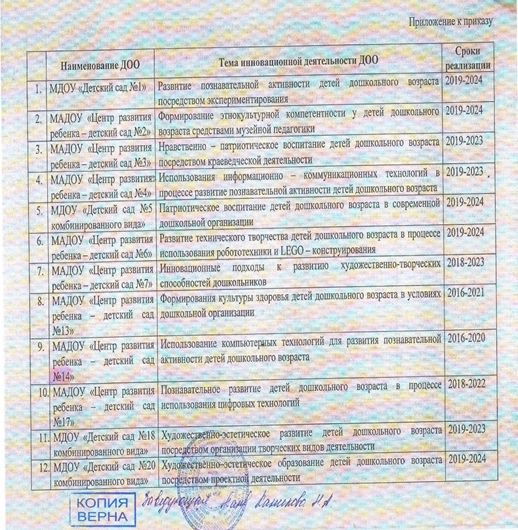 Приложение к приказу
Наименование ДОО
Тема инновационной деятельности ДОО
Сроки
реализации
1. МДОУ «Детский сад №1»
Развитие познавательной активности детей дошкольного возраста
посредством экспериментирования
2019-2024
2. МАДОУ «Центр развития
ребенка – детский сад №2»
Формирование этнокультурной компетентности у детей дошкольного
возраста средствами музейной педагогики
2019-2024
3. МАДОУ «Центр развития
ребенка – детский сад №3»
Нравственно – патриотическое воспитание детей дошкольного возраста
посредством краеведческой деятельности
2019-2023
4. МАДОУ «Центр развития
ребенка – детский сад №4»
Использования информационно – коммуникационных технологий в
процессе развитие познавательной активности детей дошкольного возраста
2019-2023
5. МДОУ «Детский сад №5
комбинированного вида»
Патриотическое воспитание детей дошкольного возраста в современной
дошкольной организации
2019-2024
6. МАДОУ «Центр развития
ребенка – детский сад №6»
Развитие технического творчества детей дошкольного возраста в процессе
использования робототехники и LEGO – конструирования
2019-2024
7. МАДОУ «Центр развития
ребенка – детский сад №7»
Инновационные подходы к развитию художественно-творческих
способностей дошкольников
2018-2023
8. МАДОУ «Центр развития
ребенка – детский сад
№13»
Формирования культуры здоровья детей дошкольного возраста в условиях
дошкольной организации
2016-2021
9. МАДОУ «Центр развития
ребенка – детский сад
№14»
Использование компьютерных технологий для развития познавательной
активности детей дошкольного возраста
2016-2020
10. МАДОУ «Центр развития
ребенка – детский сад
№17»
Познавательное развитие детей дошкольного возраста в процессе
использования цифровых технологий
2018-2022
11. МДОУ «Детский сад №18
комбинированного вида»
Художественно-эстетическое развитие детей дошкольного возраста
посредством организации творческих видов деятельности
2019-2023
12. МДОУ «Детский сад №20
комбинированного вида»
Художественно-эстетическое образование детей дошкольного возраста
посредством проектной деятельности
2019-2024
КОПИЯ
ВЕРНА
Заведующий